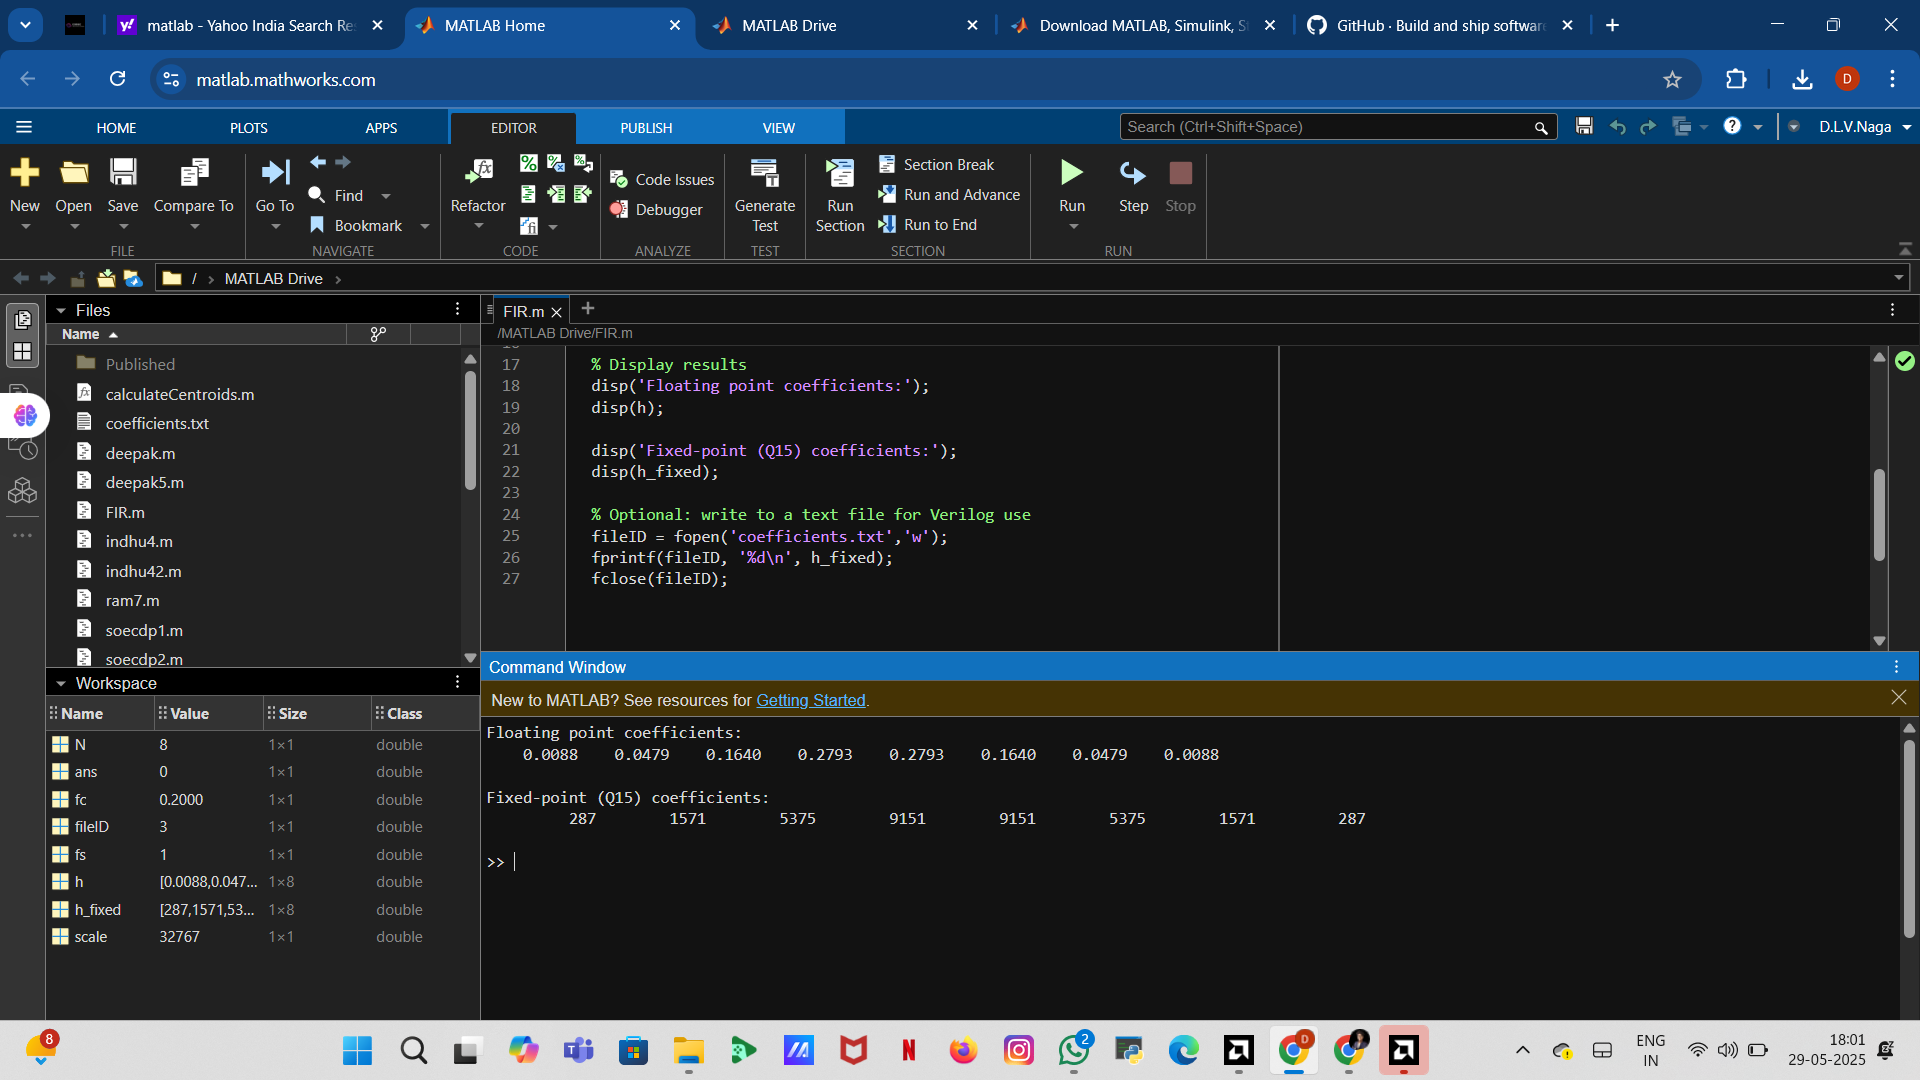 matlab - Yahoo India Search Re
MATLAB Home
MATLAB Drive
Download MATLAB, Simulink, S
GitHub · Build and ship software
matlab.mathworks.com
D
HOME
PLOTS
APPS
EDITOR
PUBLISH
VIEW
Search (Ctrl+Shift+Space)
D.L.V.Naga
New
Open
Save
Compare To
Go To
Find
Bookmark
Refactor
Code Issues
Debugger
Generate Test
Run Section
Section Break
Run and Advance
Run to End
Run
Step
Stop
FILE
NAVIGATE
CODE
ANALYZE
TEST
SECTION
RUN
/ › MATLAB Drive ›
Files
Name
Published
calculateCentroids.m
coefficients.txt
deepak.m
deepak5.m
FIR.m
indhu4.m
indhu42.m
ram7.m
soecdp1.m
soecdp2.m
FIR.m
/MATLAB Drive/FIR.m
17 % Display results
18 disp('Floating point coefficients:');
19 disp(h);
20
21 disp('Fixed-point (Q15) coefficients:');
22 disp(h_fixed);
23
24 % Optional: write to a text file for Verilog use
25 fileID = fopen('coefficients.txt','w');
26 fprintf(fileID, '%d\n', h_fixed);
27 fclose(fileID);
Workspace
Name Value Size Class
N 8 1×1 double
ans 0 1×1 double
fc 0.2000 1×1 double
fileID 3 1×1 double
fs 1 1×1 double
h [0.0088,0.047... 1×8 double
h_fixed [287,1571,53... 1×8 double
scale 32767 1×1 double
Command Window
New to MATLAB? See resources for Getting Started.
Floating point coefficients:
0.0088 0.0479 0.1640 0.2793 0.2793 0.1640 0.0479 0.0088
Fixed-point (Q15) coefficients:
287 1571 5375 9151 9151 5375 1571 287
>>
8
2
D
ENG
IN
18:01
29-05-2025